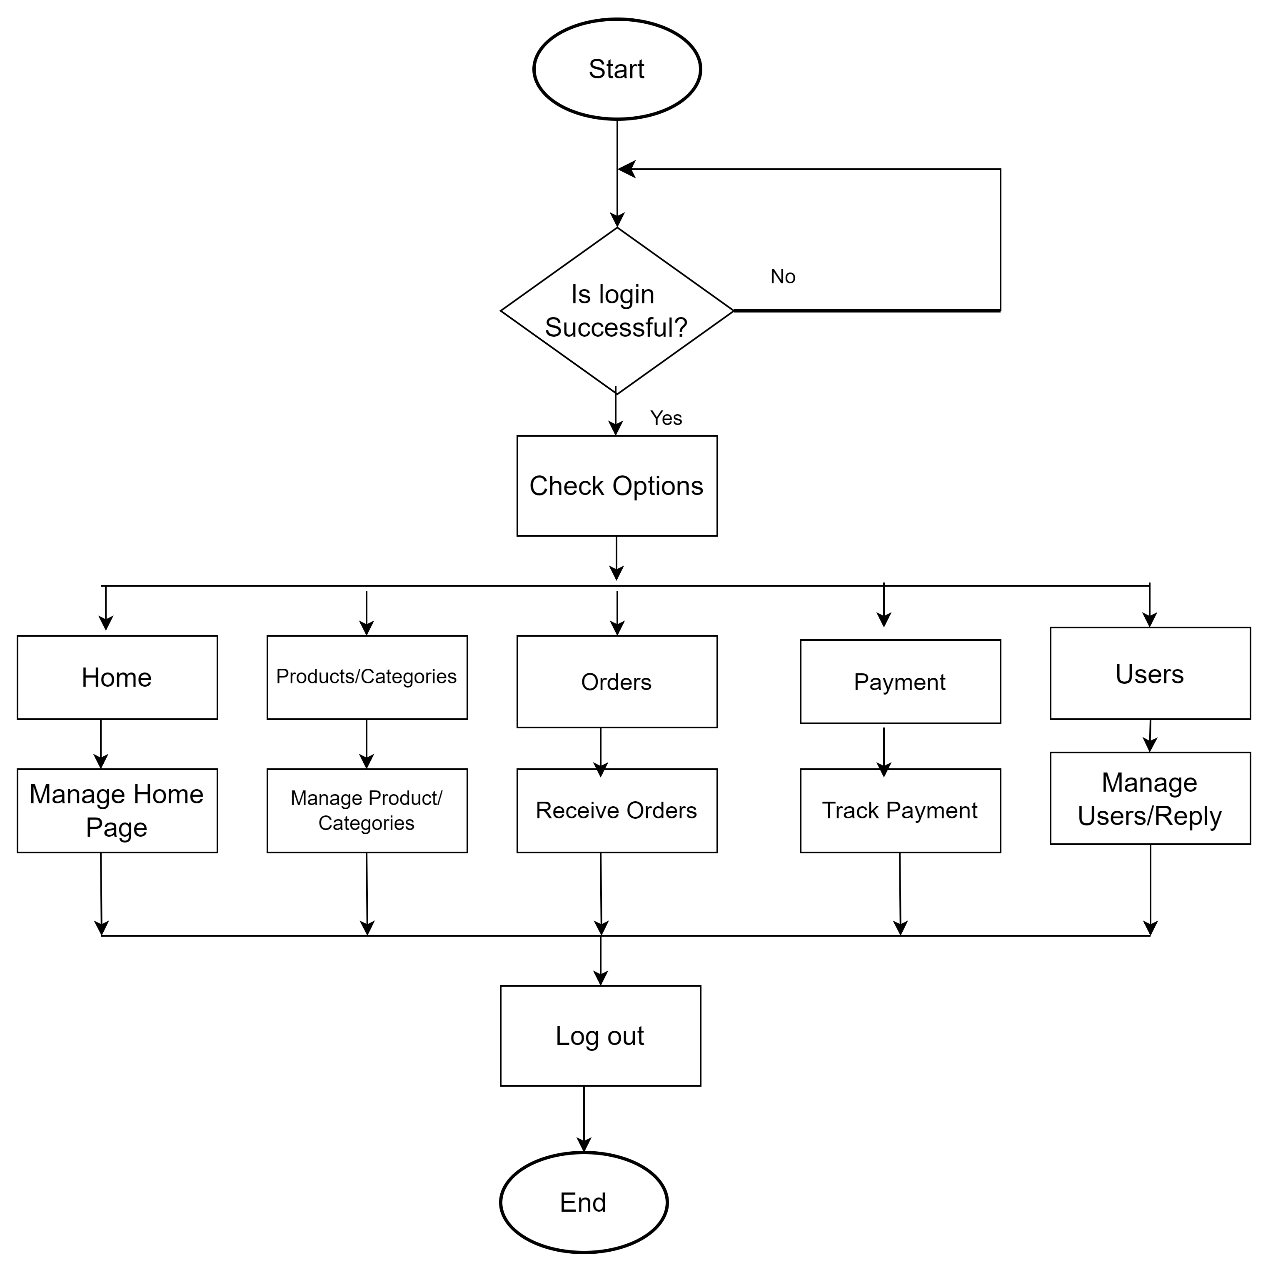 Start
No
Is login
Successful?
Yes
Check Options
Home
Products/Categories
Orders
Payment
Users
Manage Home
Page
Manage Product/
Categories
Receive Orders
Track Payment
Manage
Users/Reply
Log out
End